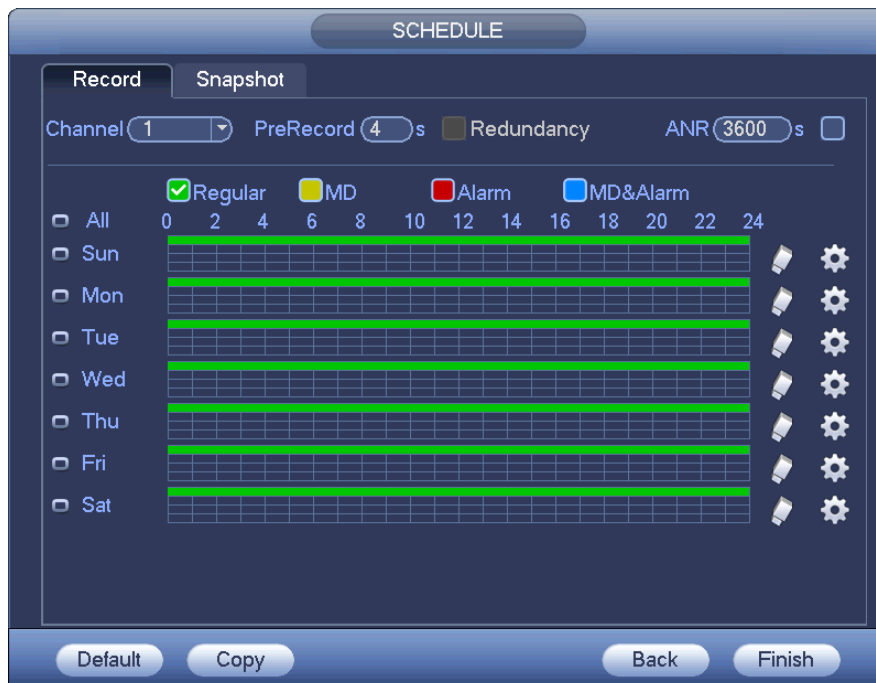 SCHEDULE
Record Snapshot
Channel 1 PreRecord 4 s Redundancy ANR 3600 s
Regular MD Alarm MD&Alarm
All 0 2 4 6 8 10 12 14 16 18 20 22 24
Sun
Mon
Tue
Wed
Thu
Fri
Sat
Default Copy Back Finish